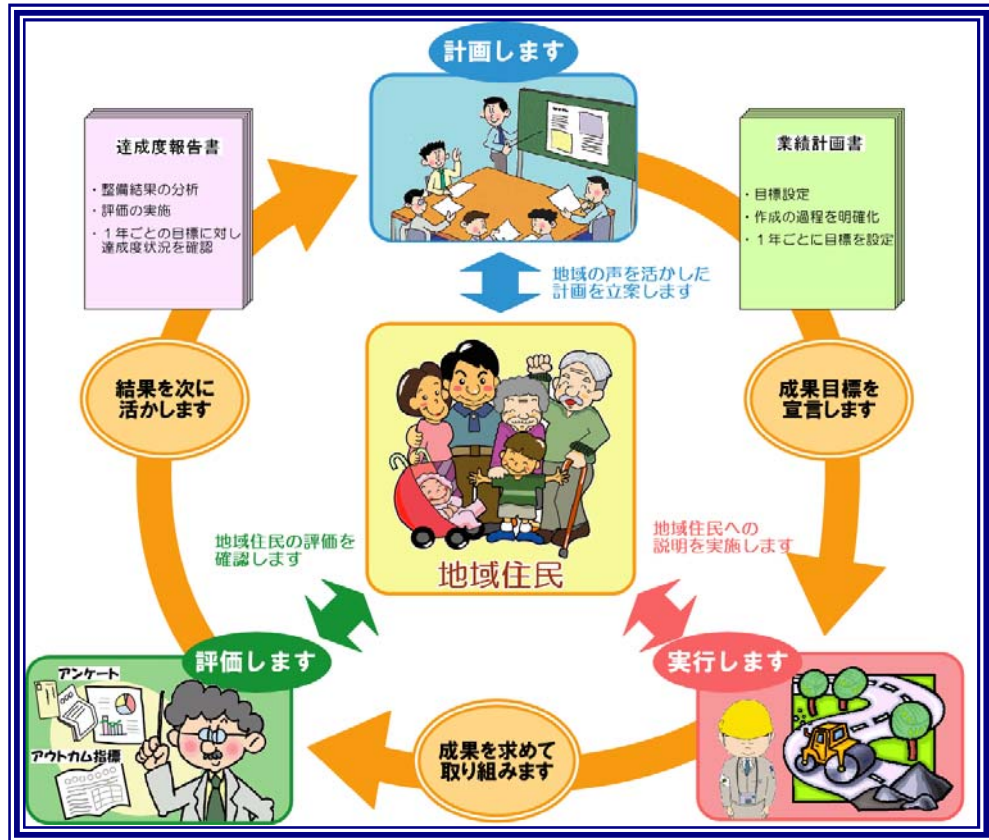 計画します
達成度報告書
・整備結果の分析
・評価の実施
・１年ごとの目標に対し
達成度状況を確認
業績計画書
・目標設定
・作成の過程を明確化
・１年ごとに目標を設定
地域の声を活かした
計画を立案します
結果を次に
活かします
成果目標を
宣言します
地域住民
地域住民の評価を
確認します
地域住民への
説明を実施します
評価します
アンケート
アウトカム指標
実行します
成果を求めて
取り組みます